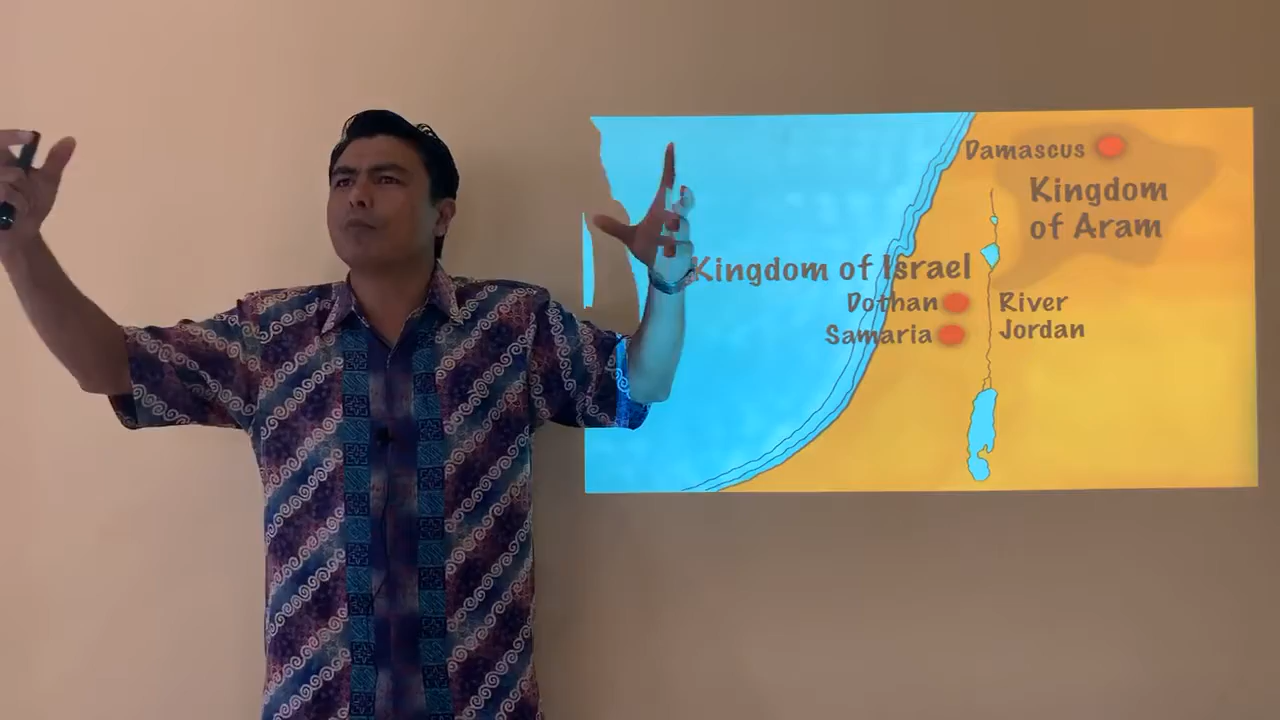 Damascus
Kingdom
of Aram
Kingdom of Israel
Dothan
Samaria
River
Jordan